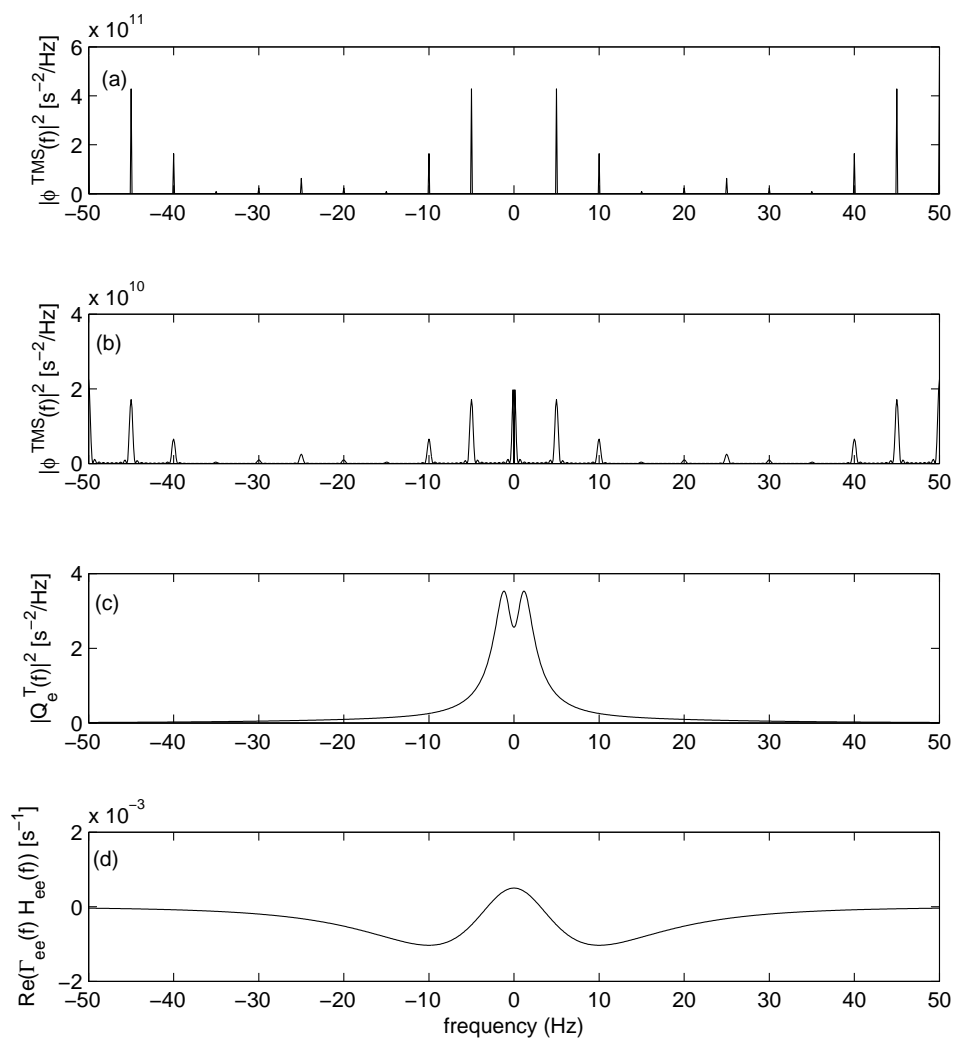 x 10^11
|ϕ^TMS(f)|^2 [s^−2/Hz]
(a)
6
4
2
0
−50 −40 −30 −20 −10 0 10 20 30 40 50
x 10^10
|ϕ^TMS(f)|^2 [s^−2/Hz]
(b)
4
2
0
−50 −40 −30 −20 −10 0 10 20 30 40 50
|Q_e^T(f)|^2 [s^−2/Hz]
(c)
4
2
0
−50 −40 −30 −20 −10 0 10 20 30 40 50
x 10^−3
Re(Γ_ee(f) H_ee(f)) [s^−1]
(d)
2
0
−2
−50 −40 −30 −20 −10 0 10 20 30 40 50
frequency (Hz)